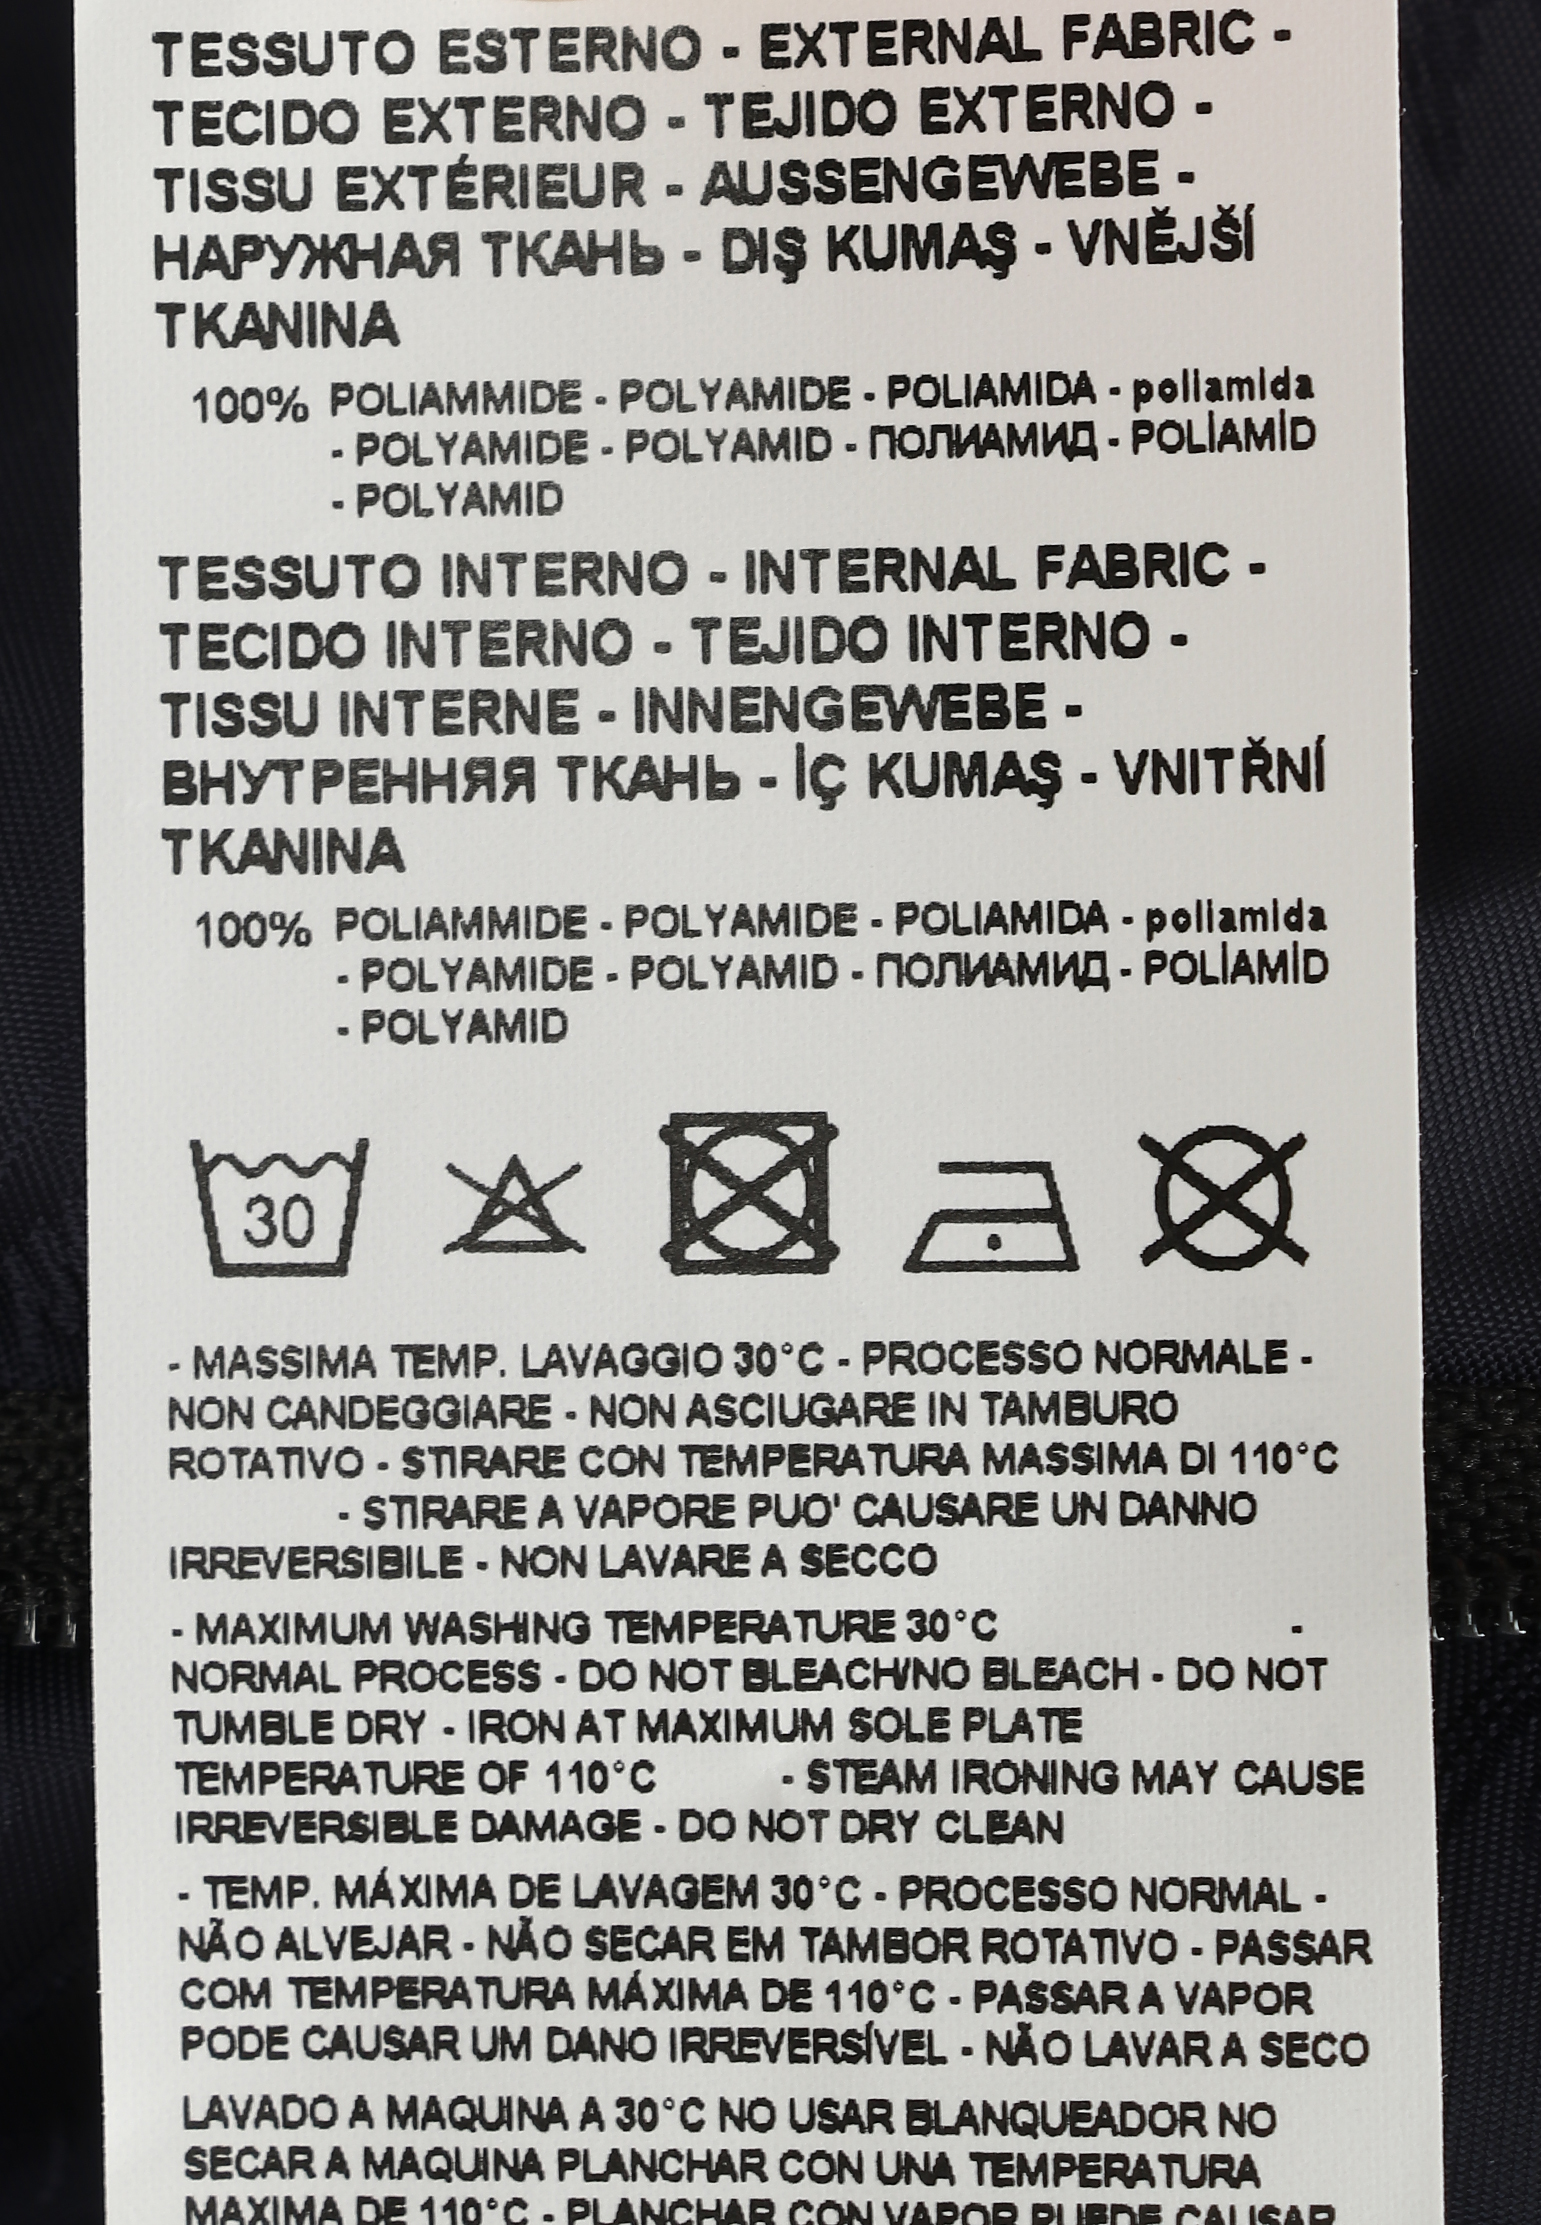 TESSUTO ESTERNO - EXTERNAL FABRIC -
TECIDO EXTERNO - TEJIDO EXTERNO -
TISSU EXTÉRIEUR - AUSSENGEWEBE -
НАРУЖНАЯ ТКАНЬ - DIŞ KUMAŞ - VNĚJŠÍ
TKANINA
100% POLIAMMIDE - POLYAMIDE - POLIAMIDA - poliamida
- POLYAMIDE - POLYAMID - ПОЛИАМИД - POLİAMİD
- POLYAMID
TESSUTO INTERNO - INTERNAL FABRIC -
TECIDO INTERNO - TEJIDO INTERNO -
TISSU INTERNE - INNENGEWEBE -
ВНУТРЕННЯЯ ТКАНЬ - İÇ KUMAŞ - VNITŘNÍ
TKANINA
100% POLIAMMIDE - POLYAMIDE - POLIAMIDA - poliamida
- POLYAMIDE - POLYAMID - ПОЛИАМИД - POLİAMİD
- POLYAMID
30
- MASSIMA TEMP. LAVAGGIO 30°C - PROCESSO NORMALE -
NON CANDEGGIARE - NON ASCIUGARE IN TAMBURO
ROTATIVO - STIRARE CON TEMPERATURA MASSIMA DI 110°C
- STIRARE A VAPORE PUO' CAUSARE UN DANNO
IRREVERSIBILE - NON LAVARE A SECCO
- MAXIMUM WASHING TEMPERATURE 30°C -
NORMAL PROCESS - DO NOT BLEACH/NO BLEACH - DO NOT
TUMBLE DRY - IRON AT MAXIMUM SOLE PLATE
TEMPERATURE OF 110°C - STEAM IRONING MAY CAUSE
IRREVERSIBLE DAMAGE - DO NOT DRY CLEAN
- TEMP. MÁXIMA DE LAVAGEM 30°C - PROCESSO NORMAL -
NÃO ALVEJAR - NÃO SECAR EM TAMBOR ROTATIVO - PASSAR
COM TEMPERATURA MÁXIMA DE 110°C - PASSAR A VAPOR
PODE CAUSAR UM DANO IRREVERSÍVEL - NÃO LAVAR A SECO
LAVADO A MAQUINA A 30°C NO USAR BLANQUEADOR NO
SECAR A MAQUINA PLANCHAR CON UNA TEMPERATURA
MAXIMA DE 110°C - PLANCHAR CON VAPOR PUEDE CAUSAR